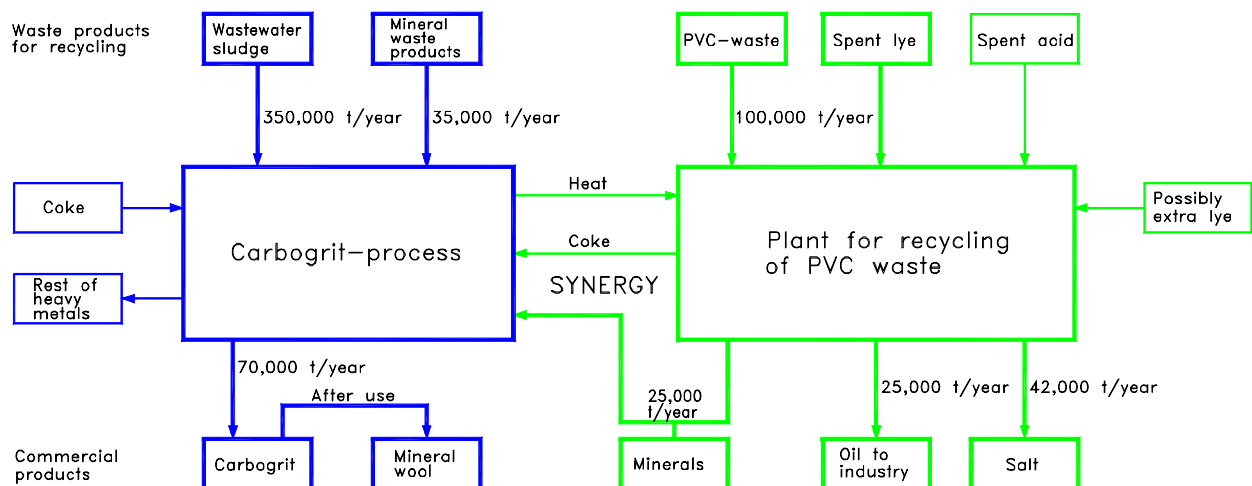 Waste products
for recycling
Wastewater
sludge
Mineral
waste
products
PVC-waste
Spent lye
Spent acid
350,000 t/year
35,000 t/year
100,000 t/year
Coke
Heat
Possibly
extra lye
Carbogrit-process
Coke
Plant for recycling
of PVC waste
SYNERGY
Rest of
heavy
metals
70,000 t/year
After use
25,000
t/year
25,000 t/year
42,000 t/year
Commercial
products
Carbogrit
Mineral
wool
Minerals
Oil to
industry
Salt